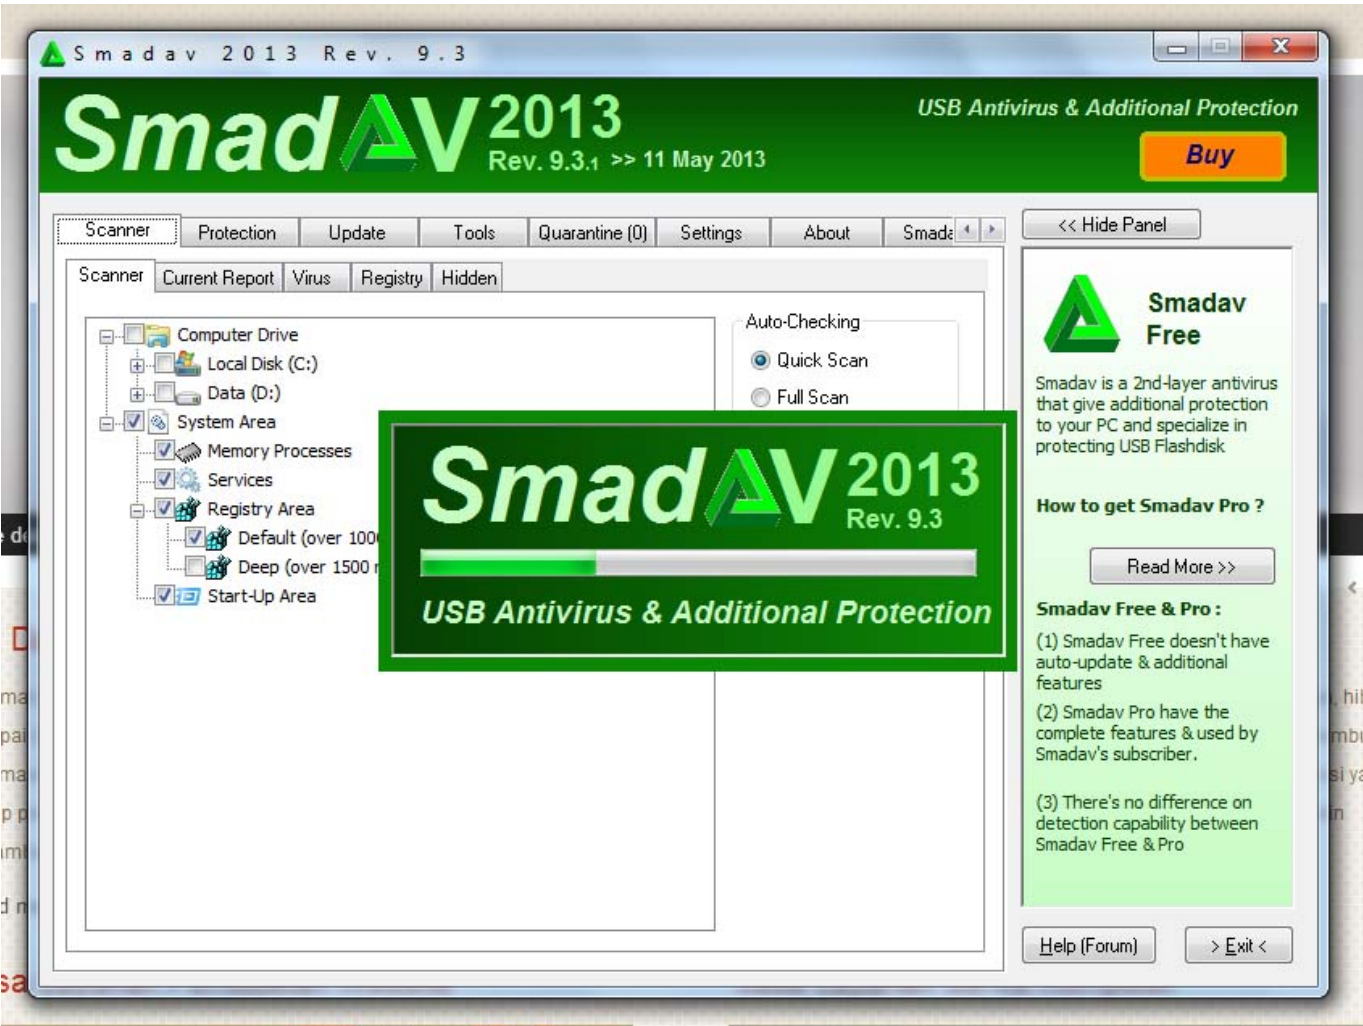 Smadav 2013 Rev. 9.3
SmadAV 2013
Rev. 9.3.1 >> 11 May 2013
USB Antivirus & Additional Protection
Buy
Scanner Protection Update Tools Quarantine (0) Settings About
<< Hide Panel
Scanner Current Report Virus Registry Hidden
Computer Drive
Local Disk (C:)
Data (D:)
System Area
Memory Processes
Services
Registry Area
Default (over
Deep (over 1500
Start-Up Area
Auto-Checking
Quick Scan
Full Scan
SmadAV 2013
Rev. 9.3
USB Antivirus & Additional Protection
Smadav
Free
Smadav is a 2nd-layer antivirus
that give additional protection
to your PC and specialize in
protecting USB Flashdisk
How to get Smadav Pro ?
Read More >>
Smadav Free & Pro :
(1) Smadav Free doesn't have
auto-update & additional
features
(2) Smadav Pro have the
complete features & used by
Smadav's subscriber.
(3) There's no difference on
detection capability between
Smadav Free & Pro
Help (Forum)
> Exit <